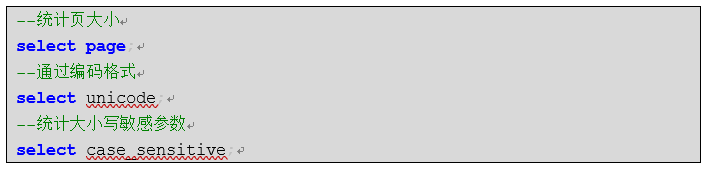 --统计页大小
select page;
--通过编码格式
select unicode;
--统计大小写敏感参数
select case_sensitive;